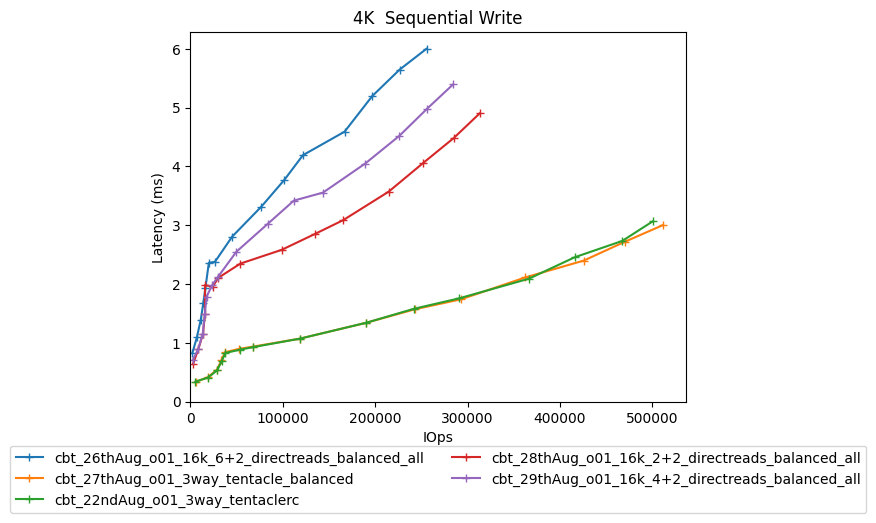 4K  Sequential Write
Latency (ms)
6
5
4
3
2
1
0
0 100000 200000 300000 400000 500000
IOps
cbt_26thAug_o01_16k_6+2_directreads_balanced_all
cbt_27thAug_o01_3way_tentacle_balanced
cbt_22ndAug_o01_3way_tentaclerc
cbt_28thAug_o01_16k_2+2_directreads_balanced_all
cbt_29thAug_o01_16k_4+2_directreads_balanced_all